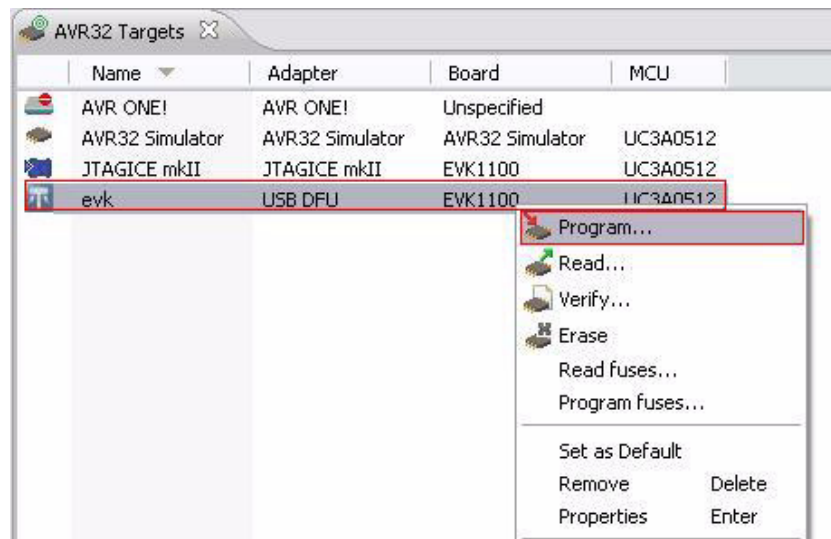 AVR32 Targets
Name Adapter Board MCU
AVR ONE! AVR ONE! Unspecified
AVR32 Simulator AVR32 Simulator AVR32 Simulator UC3A0512
JTAGICE mkII JTAGICE mkII EVK1100 UC3A0512
evk USB DFU EVK1100 UC3A0512
Program...
Read...
Verify...
Erase
Read fuses...
Program fuses...
Set as Default
Remove Delete
Properties Enter